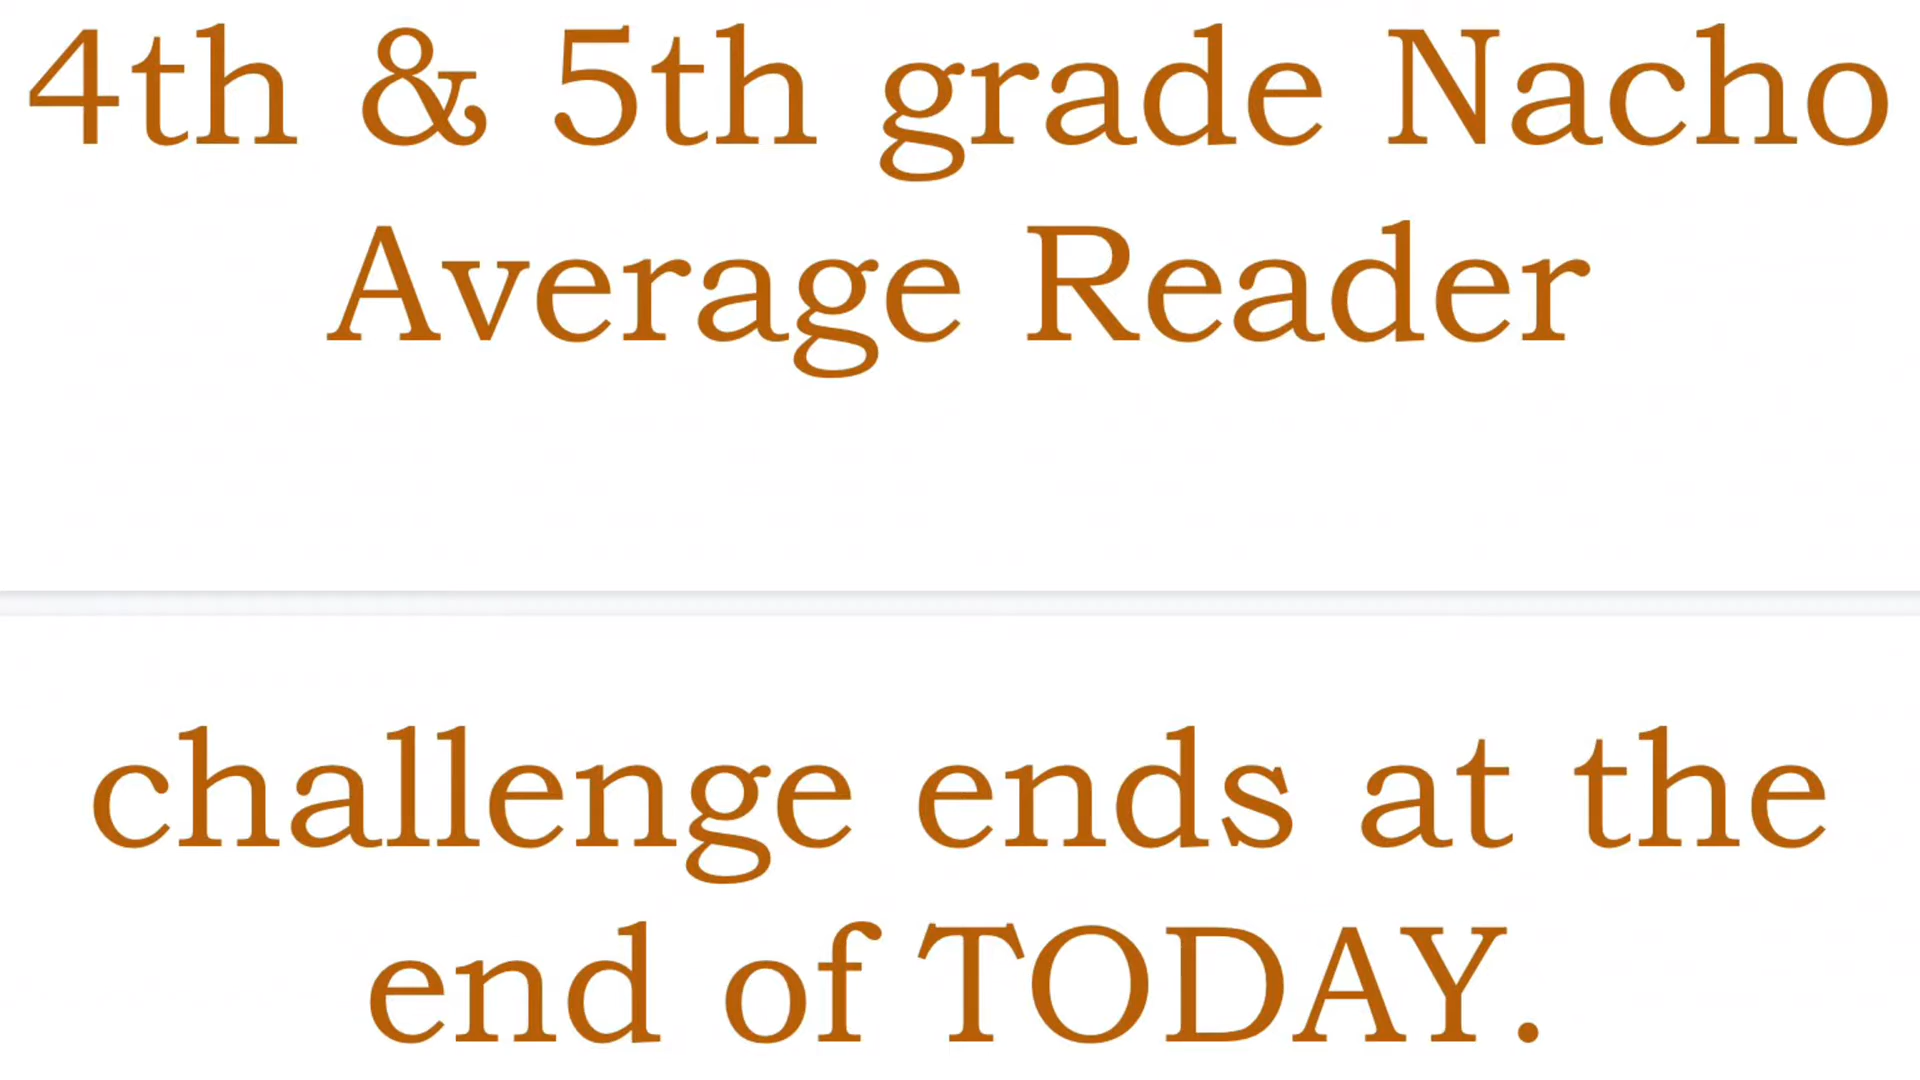 4th & 5th grade Nacho
Average Reader
challenge ends at the
end of TODAY.